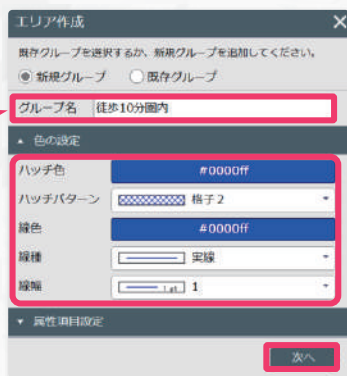 エリア作成 ×
既存グループを選択するか、新規グループを追加してください。
新規グループ 既存グループ
グループ名 徒歩10分圏内
▲ 色の設定
ハッチ色 #0000ff
ハッチパターン 格子2
線色 #0000ff
線種 実線
線幅 1
▼ 属性項目設定
次へ